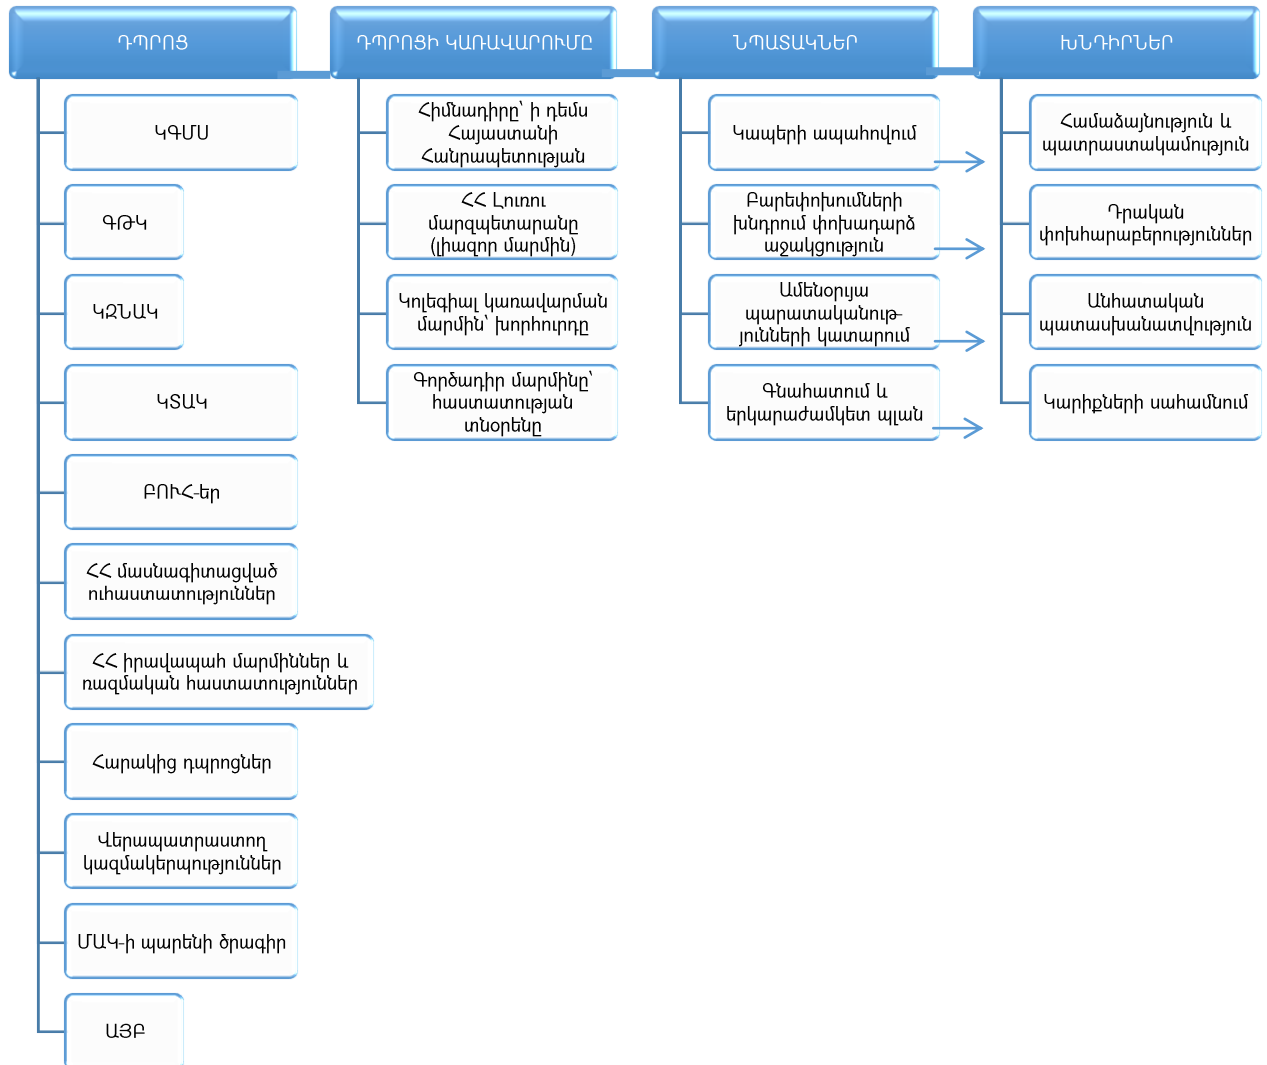 ԴՊՐՈՑ
ԿԳՄՍ
ԳԹԿ
ԿԶՆԱԿ
ԿՏԱԿ
ԲՈՒՀ-եր
ՀՀ մասնագիտացված
ուհաստատություններ
ՀՀ իրավապահ մարմիններ և
ռազմական հաստատություններ
Հարակից դպրոցներ
Վերապատրաստող
կազմակերպություններ
ՄԱԿ-ի պարենի ծրագիր
ԱՅԲ
ԴՊՐՈՑԻ ԿԱՌԱՎԱՐՈՒՄԸ
Հիմնադիրը՝ ի դեմս
Հայաստանի
Հանրապետության
ՀՀ Լոռու
մարզպետարանը
(լիազոր մարմին)
Կոլեգիալ կառավարման
մարմին՝ խորհուրդը
Գործադիր մարմինը՝
հաստատության
տնօրենը
ՆՊԱՏԱԿՆԵՐ
Կապերի ապահովում
Բարեփոխումների
խնդրում փոխադարձ
աջակցություն
Ամենօրյա
պարատականութ-
յունների կատարում
Գնահատում և
երկարաժամկետ պլան
ԽՆԴԻՐՆԵՐ
Համաձայնություն և
պատրաստակամություն
Դրական
փոխհարաբերություններ
Անհատական
պատասխանատվություն
Կարիքների սահամնում